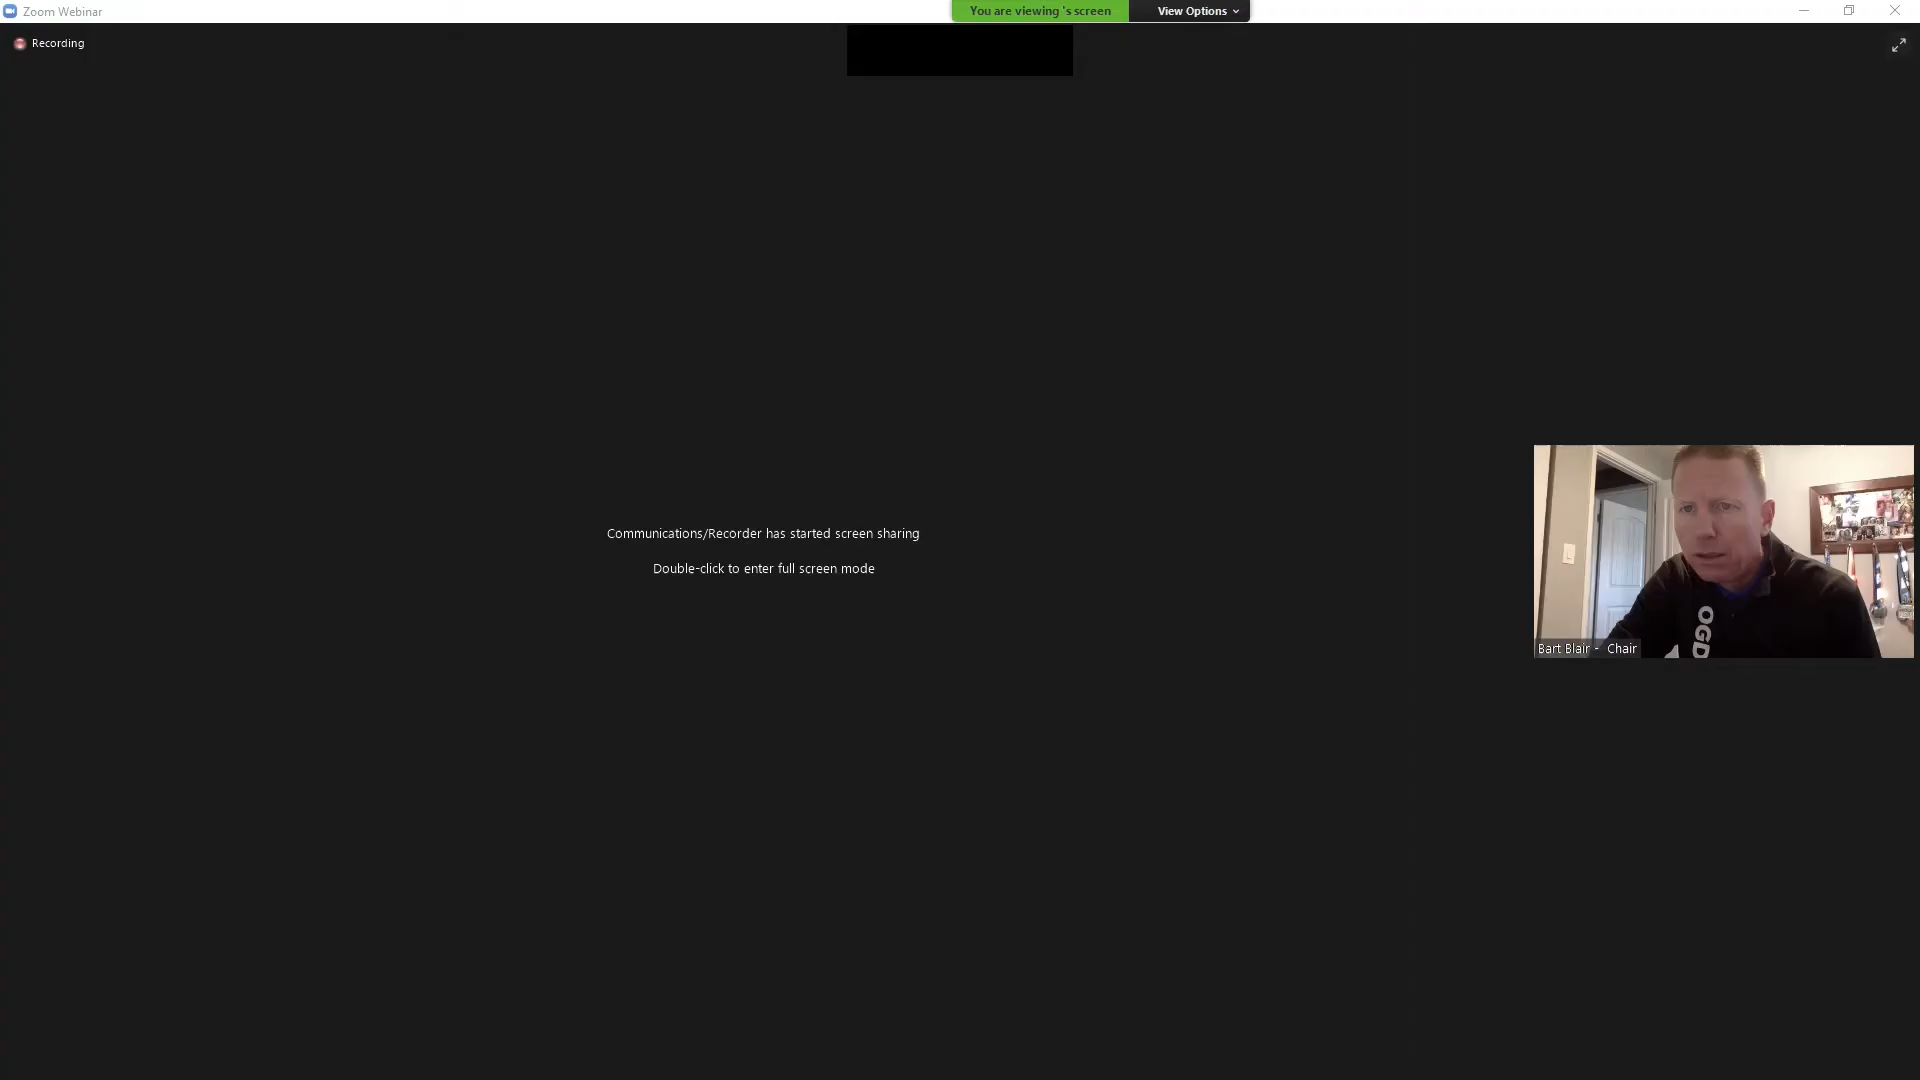 Zoom Webinar
You are viewing 's screen
View Options
Recording
Communications/Recorder has started screen sharing
Double-click to enter full screen mode
OGD
Bart Blair - Chair